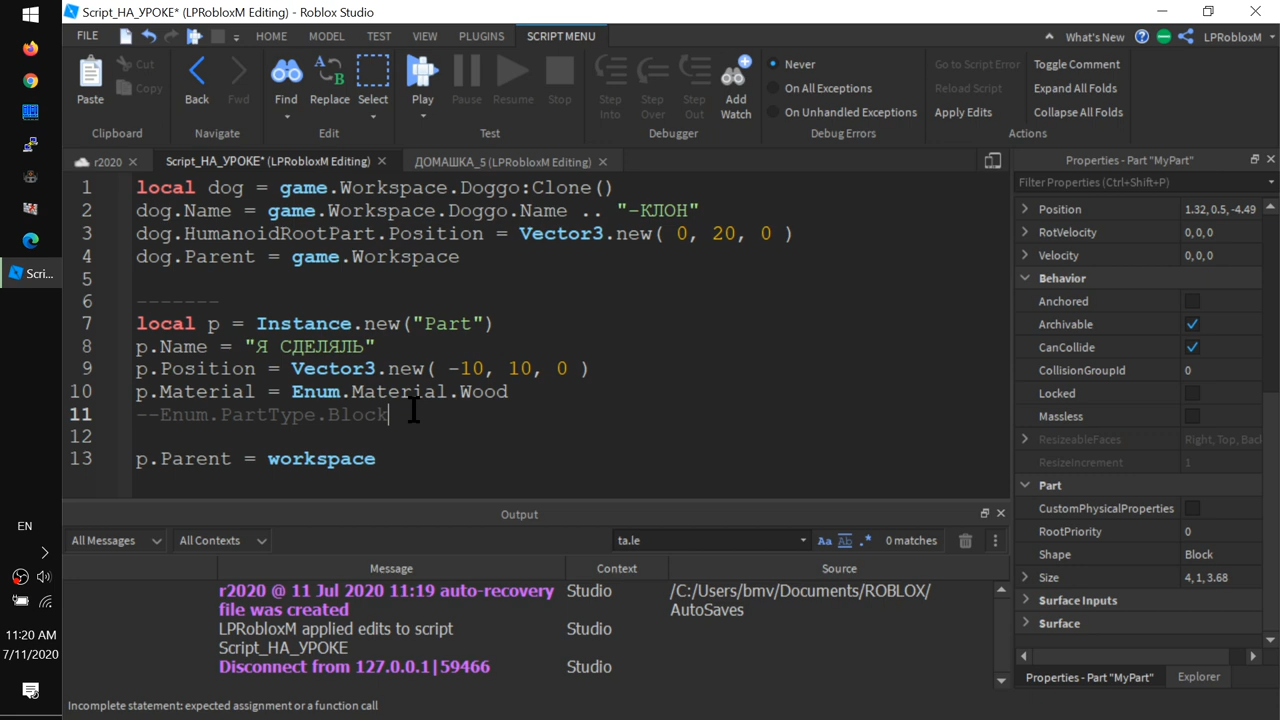 Script_НА_УРОКЕ* (LPRobloxM Editing) - Roblox Studio
FILE HOME MODEL TEST VIEW PLUGINS SCRIPT MENU What's New LPRobloxM
Paste Cut Copy Back Fwd Find Replace Select Play Pause Resume Stop Step Into Step Over Step Out Add Watch
Never
On All Exceptions
On Unhandled Exceptions
Go to Script Error
Reload Script
Apply Edits
Toggle Comment
Expand All Folds
Collapse All Folds
Clipboard Navigate Edit Test Debugger Debug Errors Actions
r2020 Script_НА_УРОКЕ* (LPRobloxM Editing) ДОМАШКА_5 (LPRobloxM Editing)
1 local dog = game.Workspace.Doggo:Clone()
2 dog.Name = game.Workspace.Doggo.Name .. "-КЛОН"
3 dog.HumanoidRootPart.Position = Vector3.new( 0, 20, 0 )
4 dog.Parent = game.Workspace
5
6 -------
7 local p = Instance.new("Part")
8 p.Name = "Я СДЕЛЯЛЬ"
9 p.Position = Vector3.new( -10, 10, 0 )
10 p.Material = Enum.Material.Wood
11 --Enum.PartType.Block
12
13 p.Parent = workspace
Properties - Part "MyPart"
Filter Properties (Ctrl+Shift+P)
Position 1.32, 0.5, -4.49
RotVelocity 0, 0, 0
Velocity 0, 0, 0
Behavior
Anchored
Archivable
CanCollide
CollisionGroupId 0
Locked
Massless
ResizeableFaces Right, Top, Bac
ResizeIncrement 1
Part
CustomPhysicalProperties
RootPriority 0
Shape Block
Size 4, 1, 3.68
Surface Inputs
Surface
Properties - Part "MyPart" Explorer
Output
All Messages All Contexts ta.le Aa Ab .* 0 matches
Message Context Source
r2020 @ 11 Jul 2020 11:19 auto-recovery Studio /C:/Users/bmv/Documents/ROBLOX/
file was created AutoSaves
LPRobloxM applied edits to script Studio
Script_НА_УРОКЕ
Disconnect from 127.0.0.1|59466 Studio
Incomplete statement: expected assignment or a function call
Scri...
EN
11:20 AM
7/11/2020